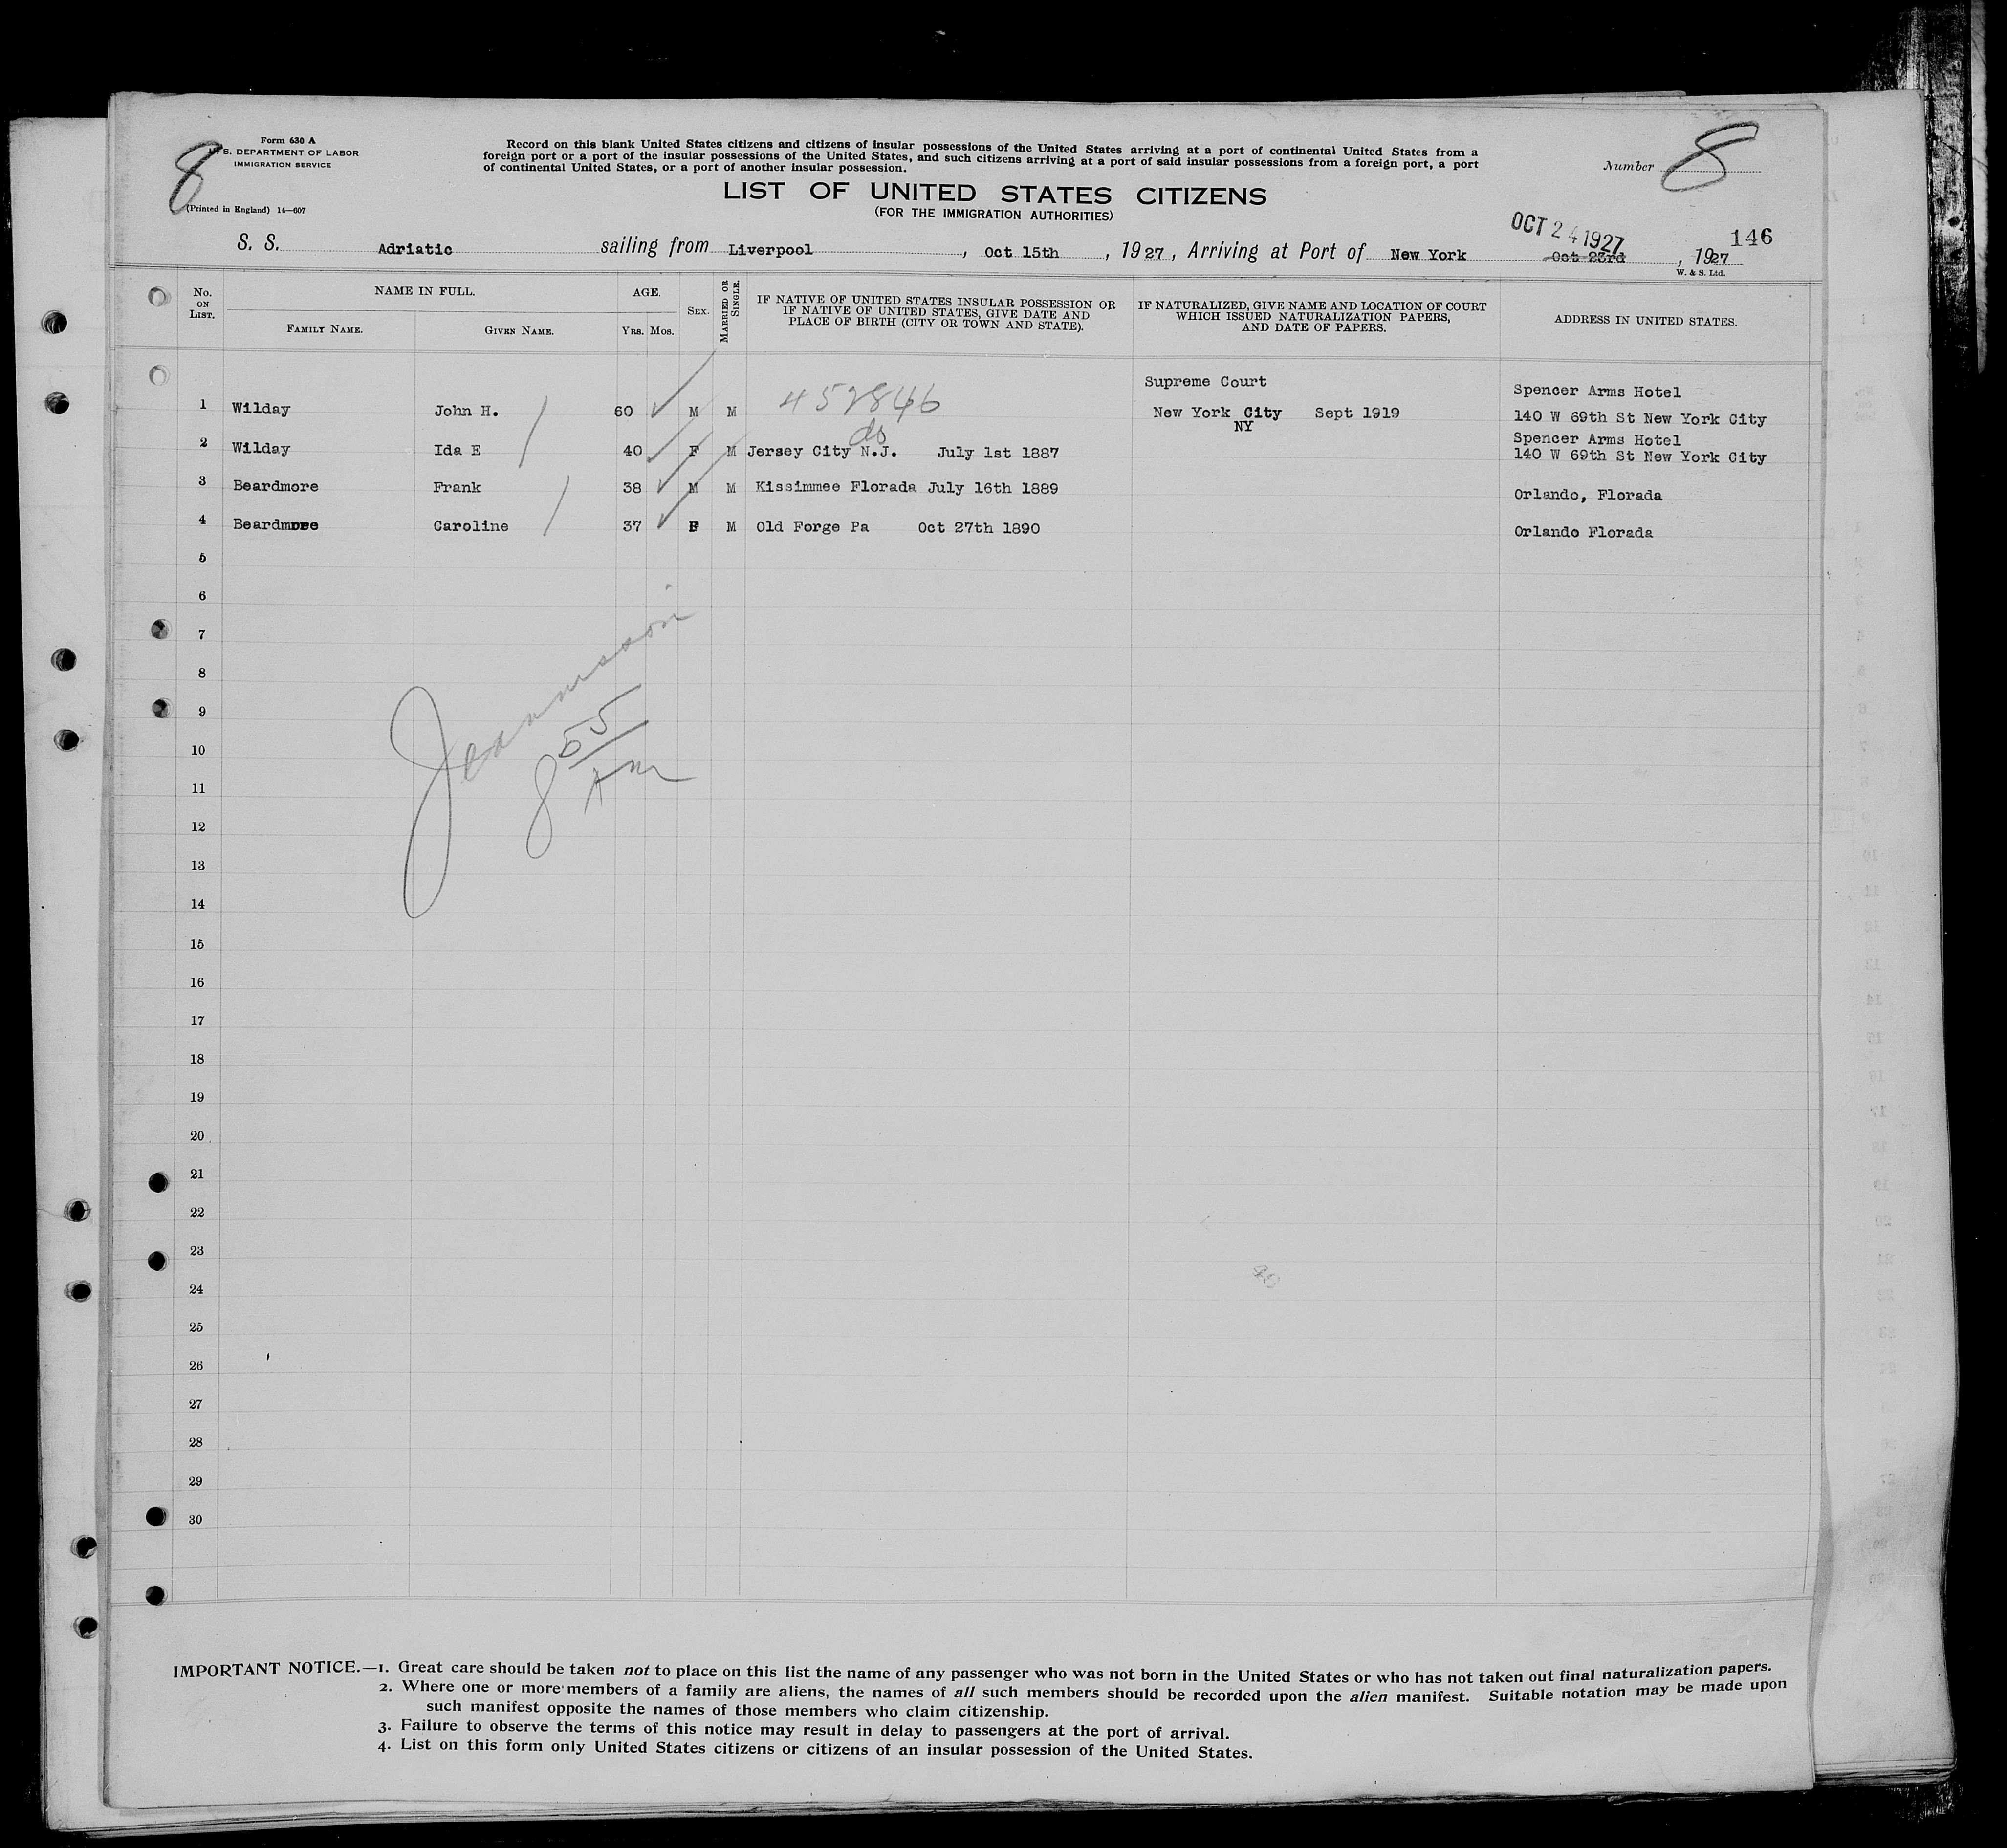 Form 630 A
U. S. DEPARTMENT OF LABOR
IMMIGRATION SERVICE
8
(Printed in England) 14—607
Record on this blank United States citizens and citizens of insular possessions of the United States arriving at a port of continental United States from a
foreign port or a port of the insular possessions of the United States, and such citizens arriving at a port of said insular possessions from a foreign port, a port
of continental United States, or a port of another insular possession.
Number 8
LIST OF UNITED STATES CITIZENS
(FOR THE IMMIGRATION AUTHORITIES)
OCT 24 1927
146
S. S. Adriatic sailing from Liverpool, Oct 15th, 1927, Arriving at Port of New York Oct 23rd, 1927
W. & S. Ltd.
No. ON LIST. NAME IN FULL. FAMILY NAME. GIVEN NAME. AGE. YRS. MOS. SEX. MARRIED OR SINGLE.
IF NATIVE OF UNITED STATES INSULAR POSSESSION OR
IF NATIVE OF UNITED STATES, GIVE DATE AND
PLACE OF BIRTH (CITY OR TOWN AND STATE).
IF NATURALIZED, GIVE NAME AND LOCATION OF COURT
WHICH ISSUED NATURALIZATION PAPERS,
AND DATE OF PAPERS.
ADDRESS IN UNITED STATES.
Supreme Court Spencer Arms Hotel
1 Wilday John H. 60 M M 452846 New York City Sept 1919 140 W 69th St New York City
NY
do
Spencer Arms Hotel
2 Wilday Ida E 40 F M Jersey City N.J. July 1st 1887 140 W 69th St New York City
3 Beardmore Frank 38 M M Kissimmee Florada July 16th 1889 Orlando, Florada
4 Beardmore Caroline 37 F M Old Forge Pa Oct 27th 1890 Orlando Florada
5
6
7
8
9
10
11
12
13
14
15
16
17
18
19
20
21
22
23
24
25
26
27
28
29
30
8 55
Am
40
IMPORTANT NOTICE.—1. Great care should be taken not to place on this list the name of any passenger who was not born in the United States or who has not taken out final naturalization papers.
2. Where one or more members of a family are aliens, the names of all such members should be recorded upon the alien manifest. Suitable notation may be made upon
such manifest opposite the names of those members who claim citizenship.
3. Failure to observe the terms of this notice may result in delay to passengers at the port of arrival.
4. List on this form only United States citizens or citizens of an insular possession of the United States.